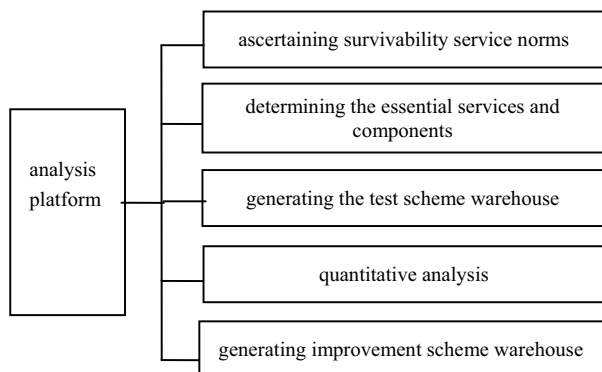 ascertaining survivability service norms
determining the essential services and
components
analysis
platform
generating the test scheme warehouse
quantitative analysis
generating improvement scheme warehouse